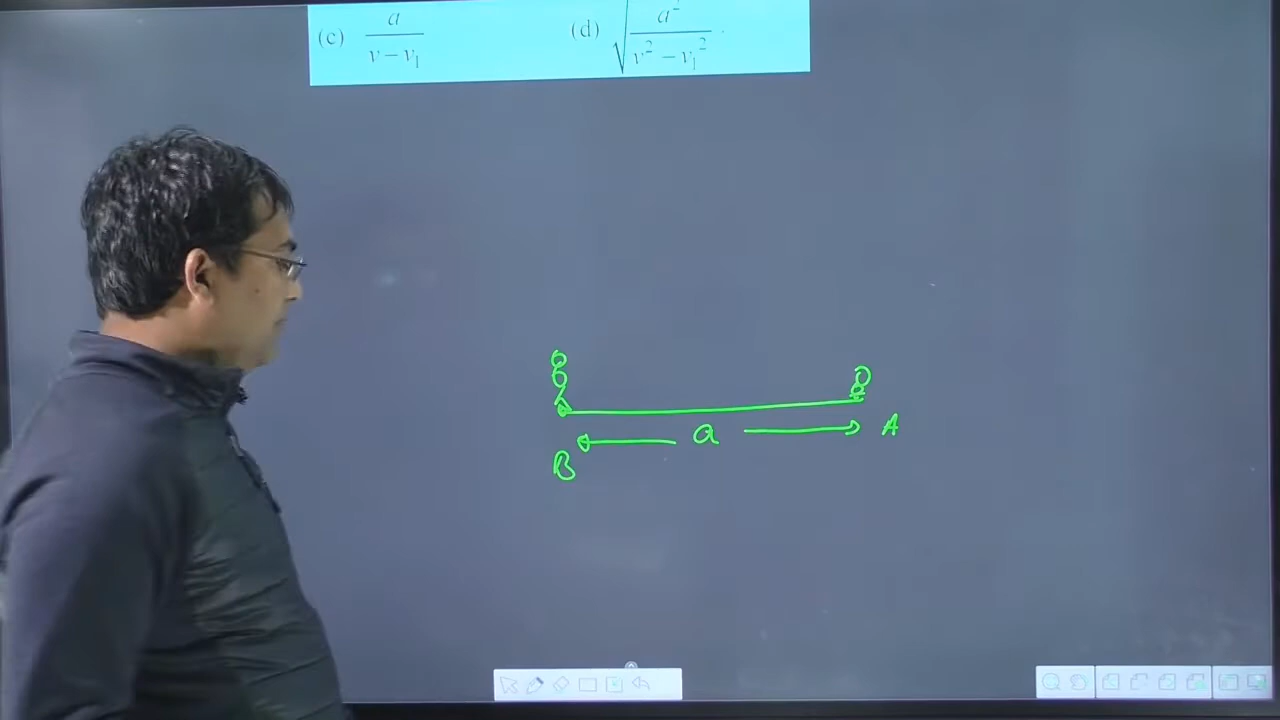 (c) a / (v − v₁) (d) √(a² / (v² − v₁²)).
a A
B